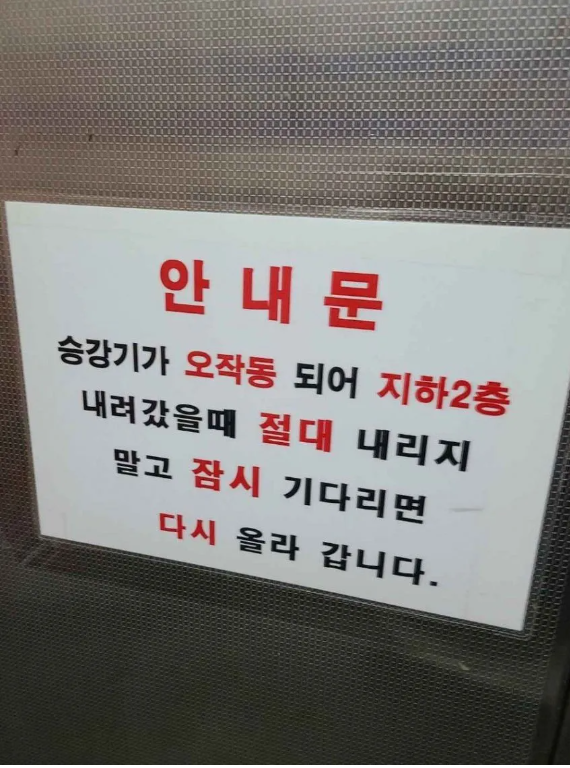 안 내 문
승강기가 오작동 되어 지하2층
내려갔을때 절대 내리지
말고 잠시 기다리면
다시 올라 갑니다.